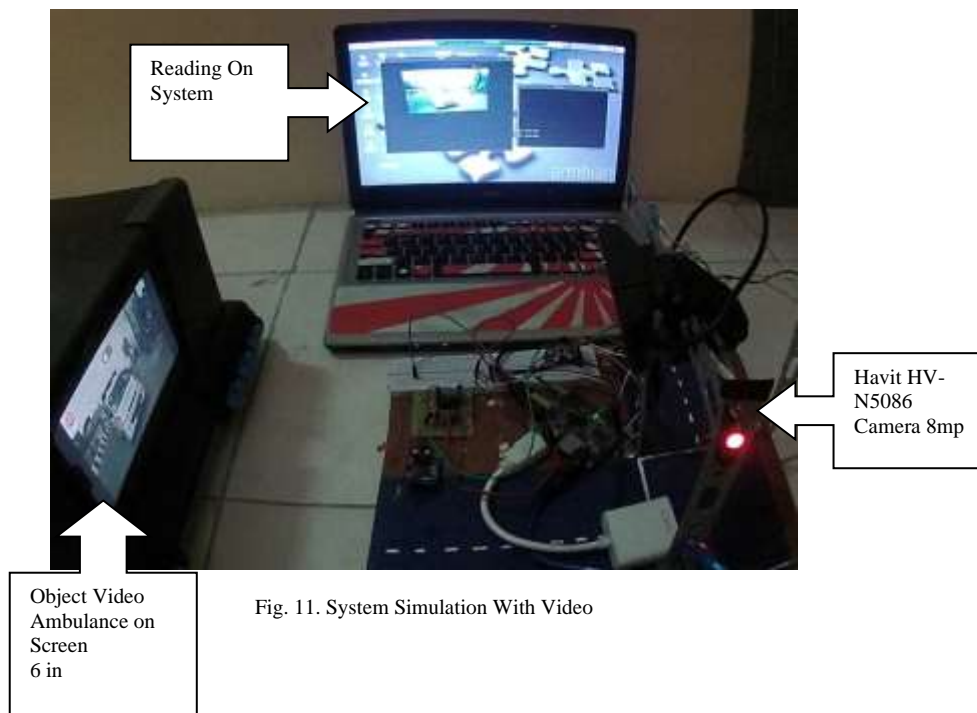 Reading On
System
Havit HV-
N5086
Camera 8mp
Object Video
Ambulance on
Screen
6 in
Fig. 11. System Simulation With Video